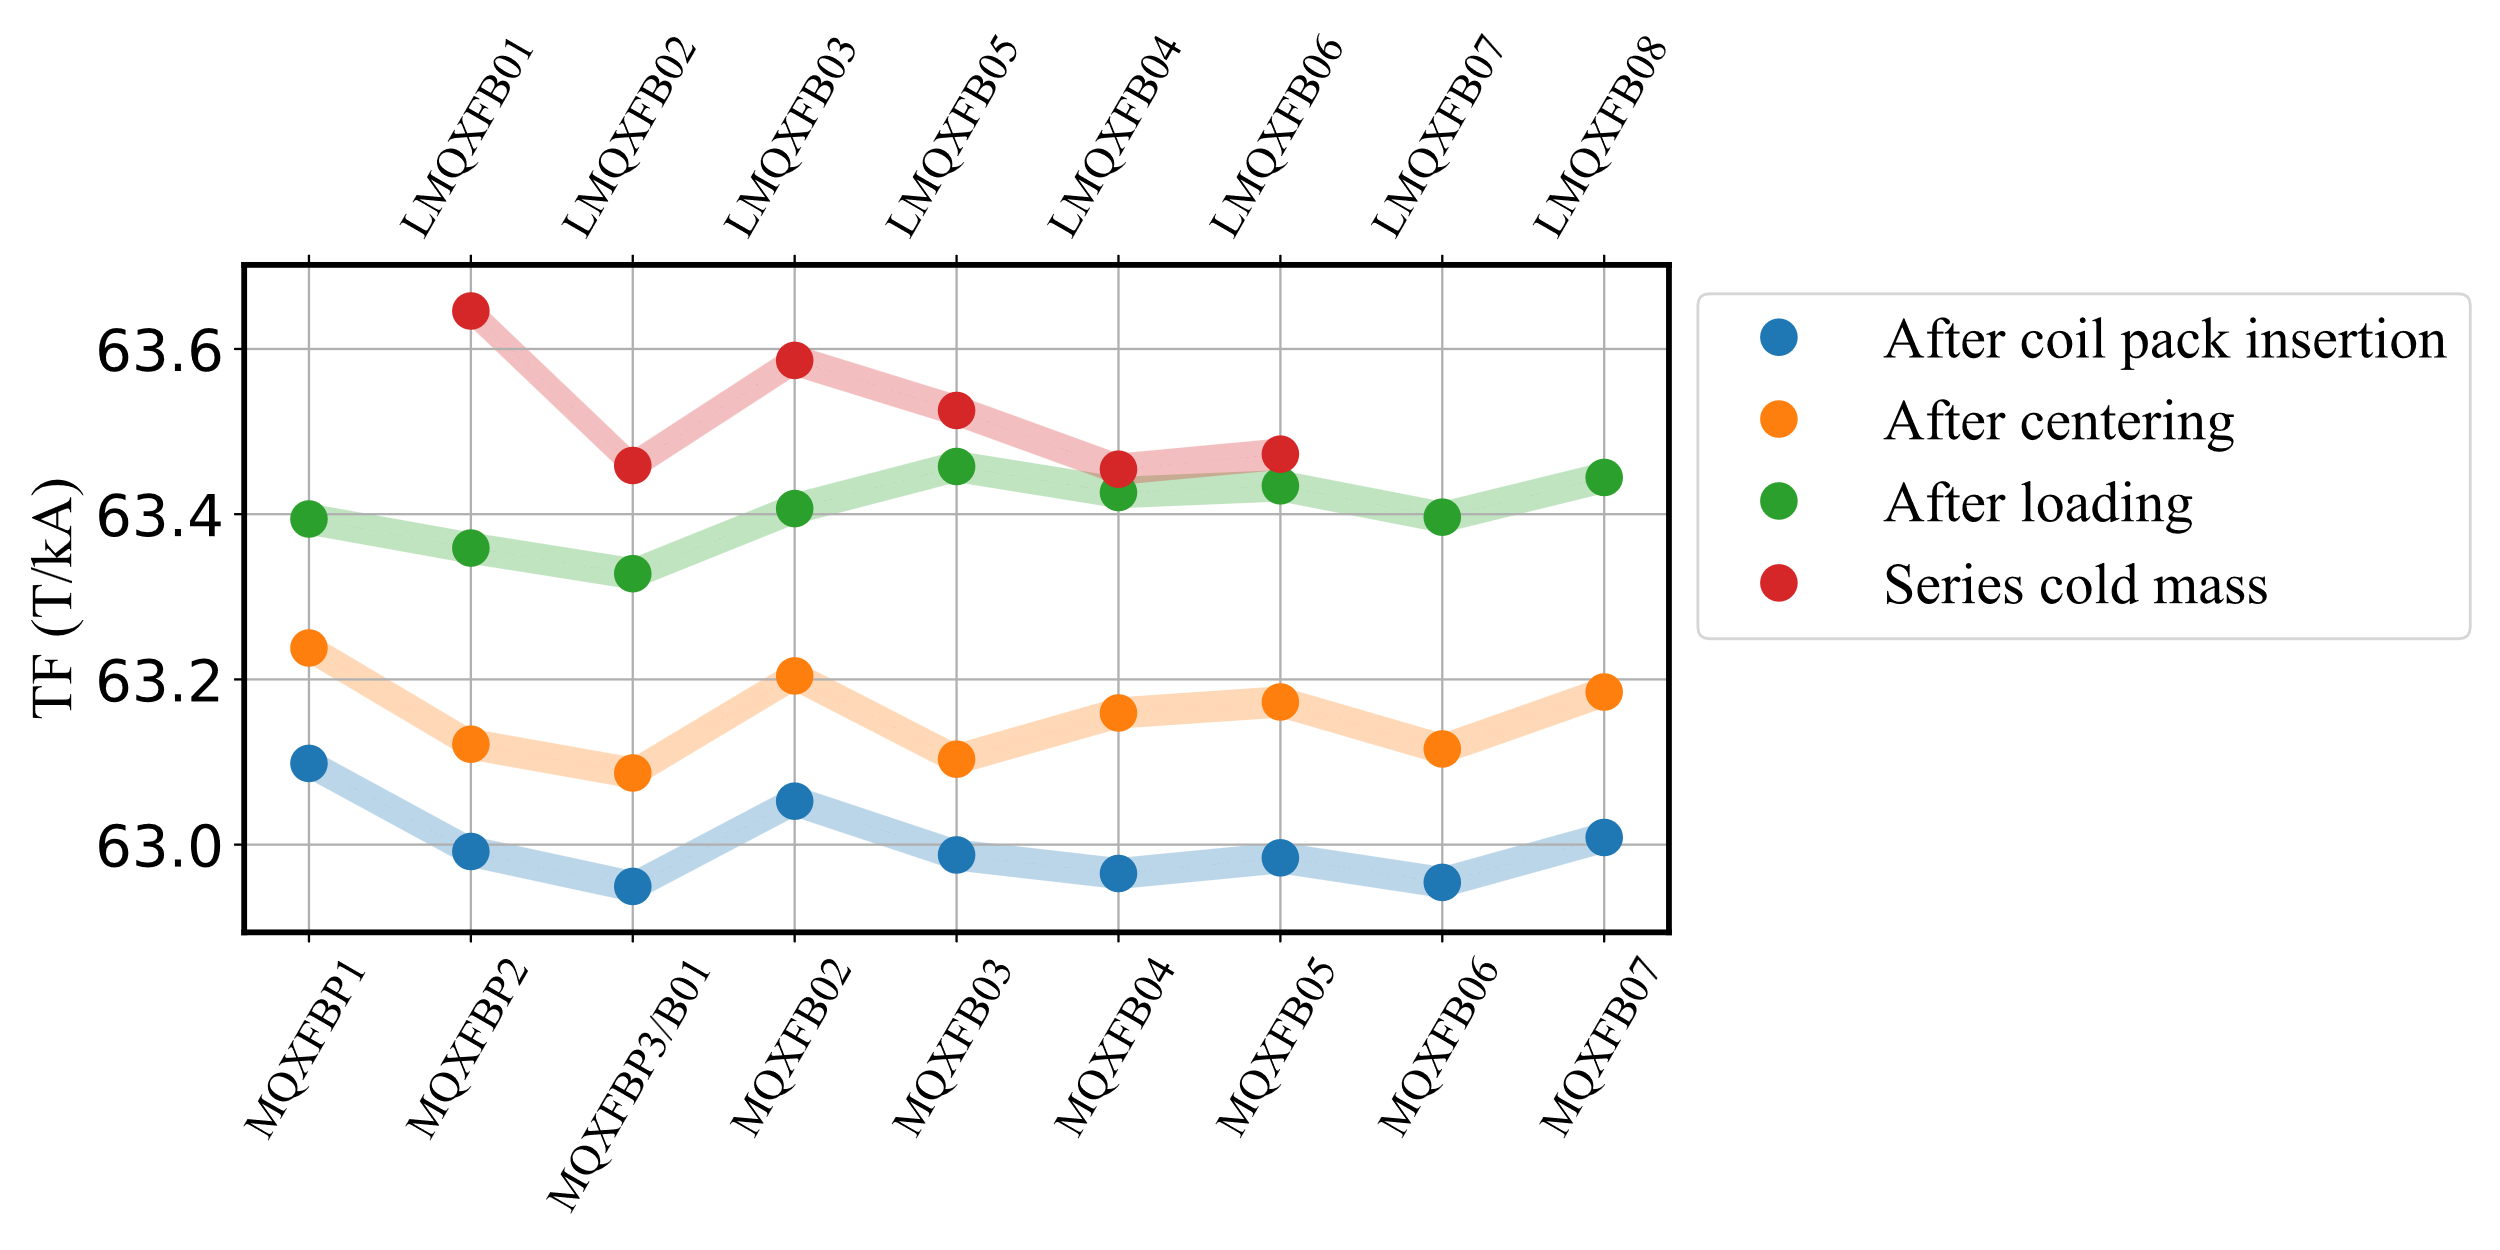 LMQXFB01
LMQXFB02
LMQXFB03
LMQXFB05
LMQXFB04
LMQXFB06
LMQXFB07
LMQXFB08
TF (T/kA)
63.6
63.4
63.2
63.0
After coil pack insertion
After centering
After loading
Series cold mass
MQXFBP1
MQXFBP2
MQXFBP3/B01
MQXFB02
MQXFB03
MQXFB04
MQXFB05
MQXFB06
MQXFB07